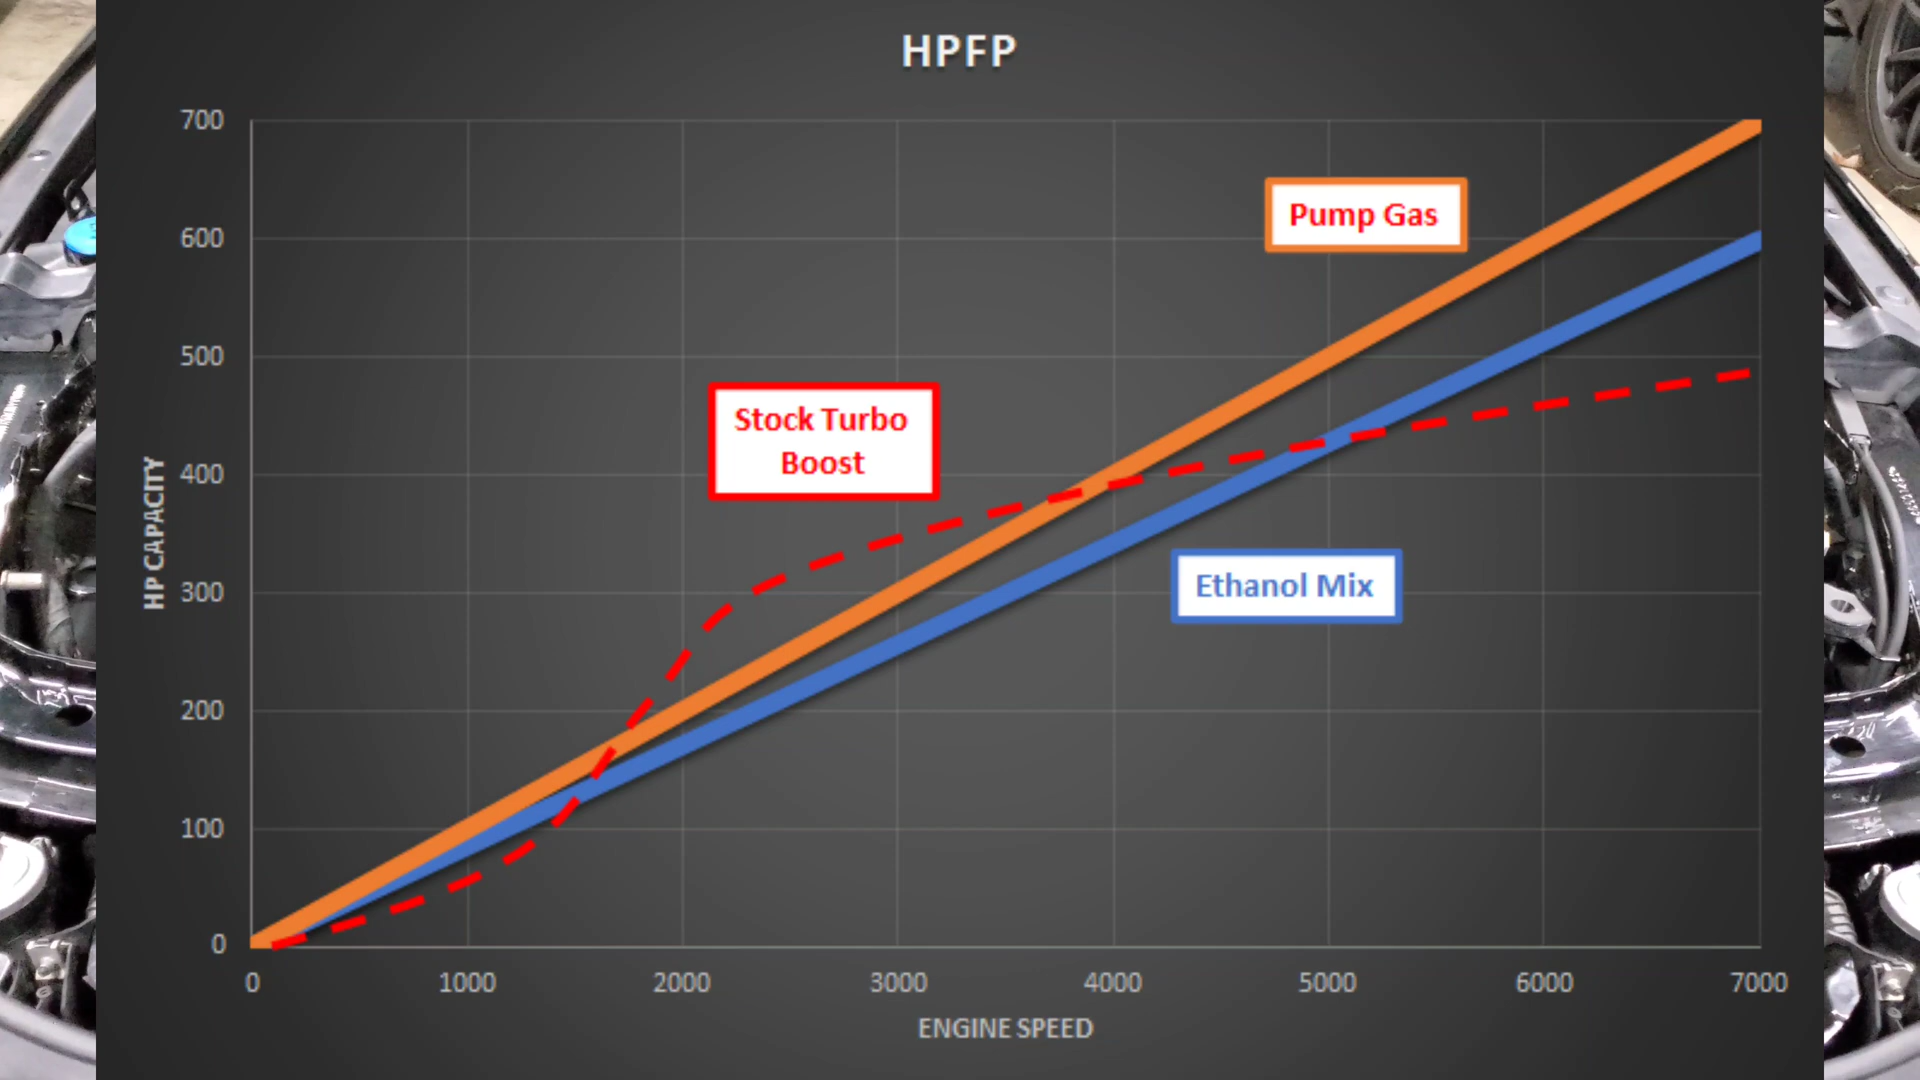 HPFP
700
600
500
400
300
200
100
0
HP CAPACITY
Pump Gas
Stock Turbo
Boost
Ethanol Mix
0 1000 2000 3000 4000 5000 6000 7000
ENGINE SPEED